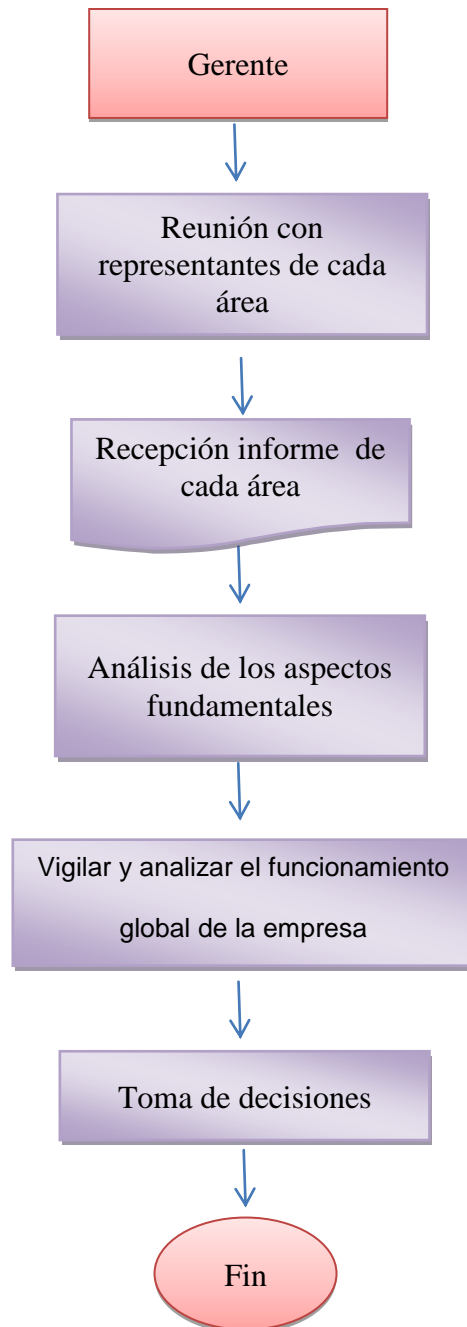 Gerente
Reunión con
representantes de cada
área
Recepción informe de
cada área
Análisis de los aspectos
fundamentales
Vigilar y analizar el funcionamiento
global de la empresa
Toma de decisiones
Fin